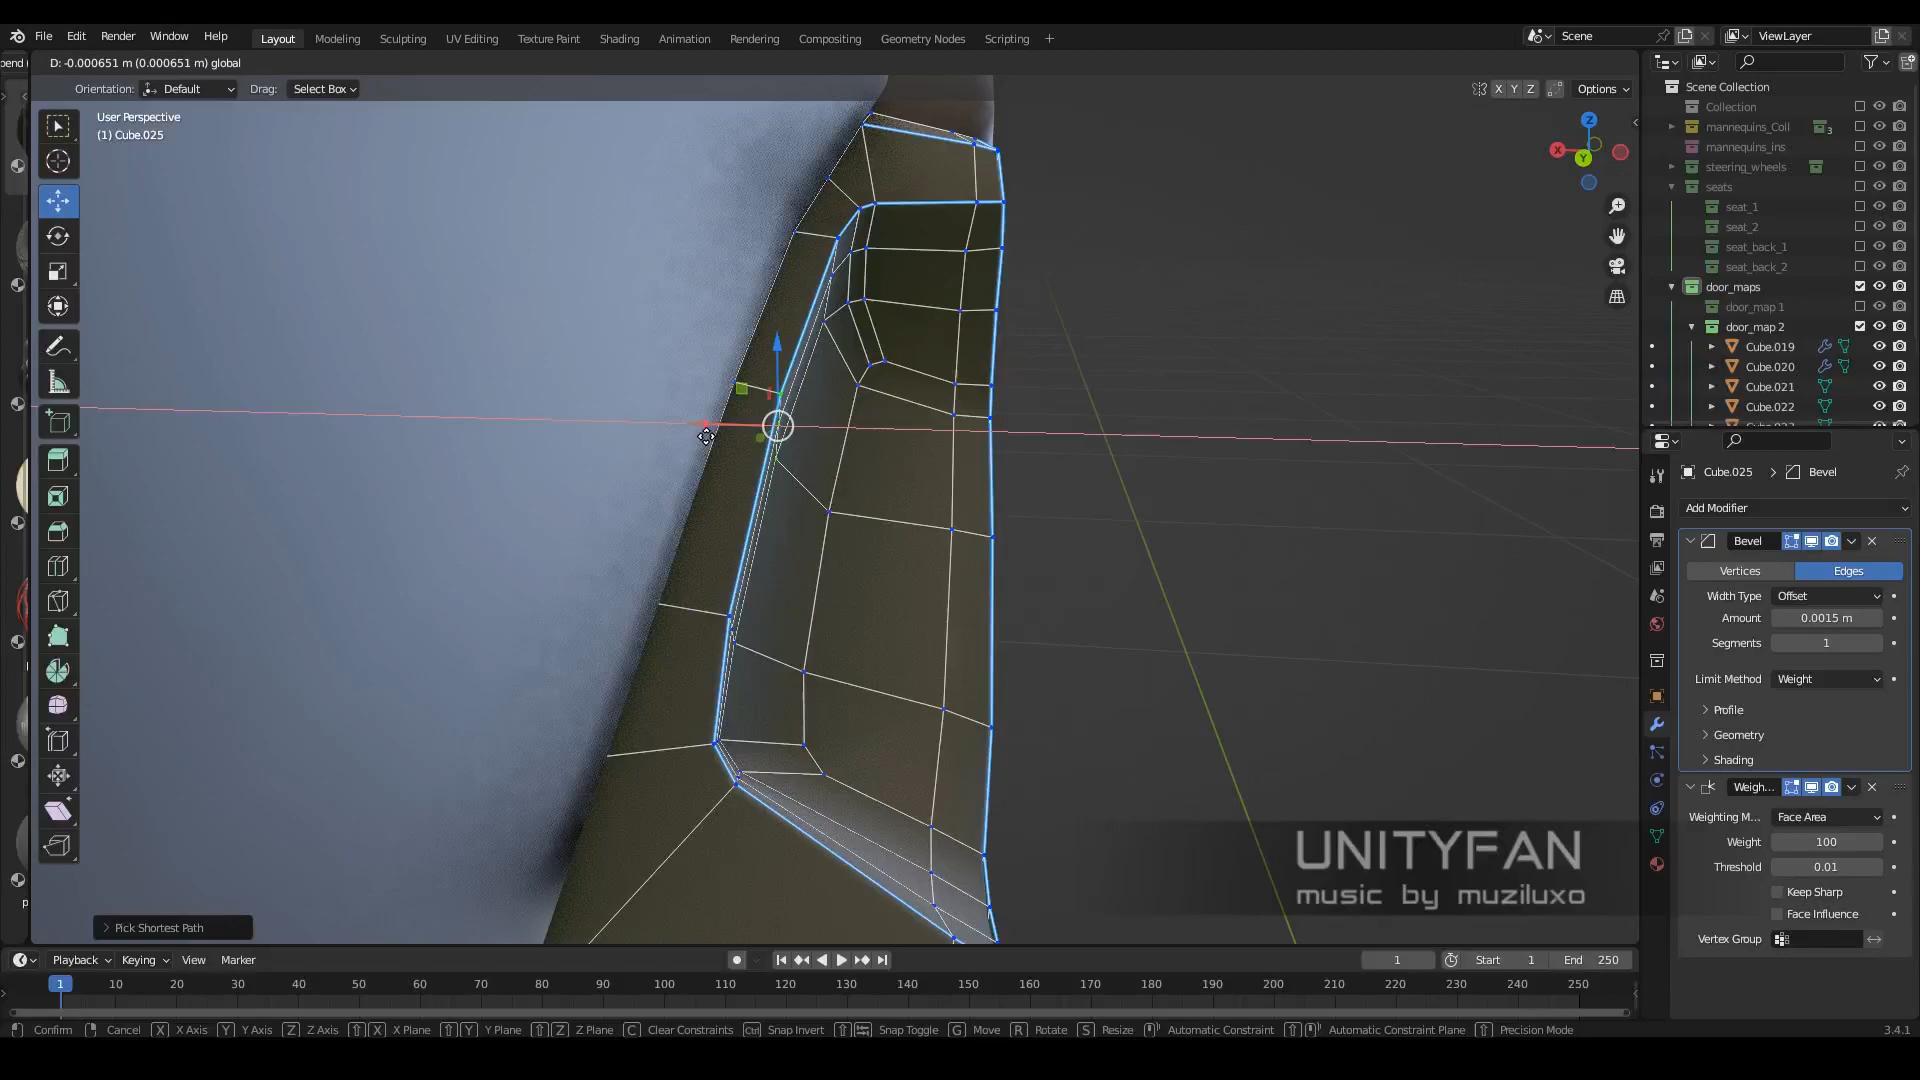 File Edit Render Window Help Layout Modeling Sculpting UV Editing Texture Paint Shading Animation Rendering Compositing Geometry Nodes Scripting + Scene ViewLayer
D: -0.000651 m (0.000651 m) global
Orientation: Default Drag: Select Box X Y Z Options
User Perspective
(1) Cube.025
Z
X
Y
Scene Collection
Collection
mannequins_Coll 3
mannequins_ins
steering_wheels
seats
seat_1
seat_2
seat_back_1
seat_back_2
door_maps
door_map 1
door_map 2
Cube.019
Cube.020
Cube.021
Cube.022
Cube.025 > Bevel
Add Modifier
Bevel
Vertices Edges
Width Type Offset
Amount 0.0015 m
Segments 1
Limit Method Weight
Profile
Geometry
Shading
Weigh...
Weighting M... Face Area
Weight 100
Threshold 0.01
Keep Sharp
Face Influence
Vertex Group
UNITYFAN
music by muziluxo
Pick Shortest Path
Playback Keying View Marker 1 Start 1 End 250
1 10 20 30 40 50 60 70 80 90 100 110 120 130 140 150 160 170 180 190 200 210 220 230 240 250
Confirm Cancel X X Axis Y Y Axis Z Z Axis X X Plane Y Y Plane Z Z Plane C Clear Constraints Ctrl Snap Invert Snap Toggle G Move R Rotate S Resize Automatic Constraint Automatic Constraint Plane Precision Mode 3.4.1